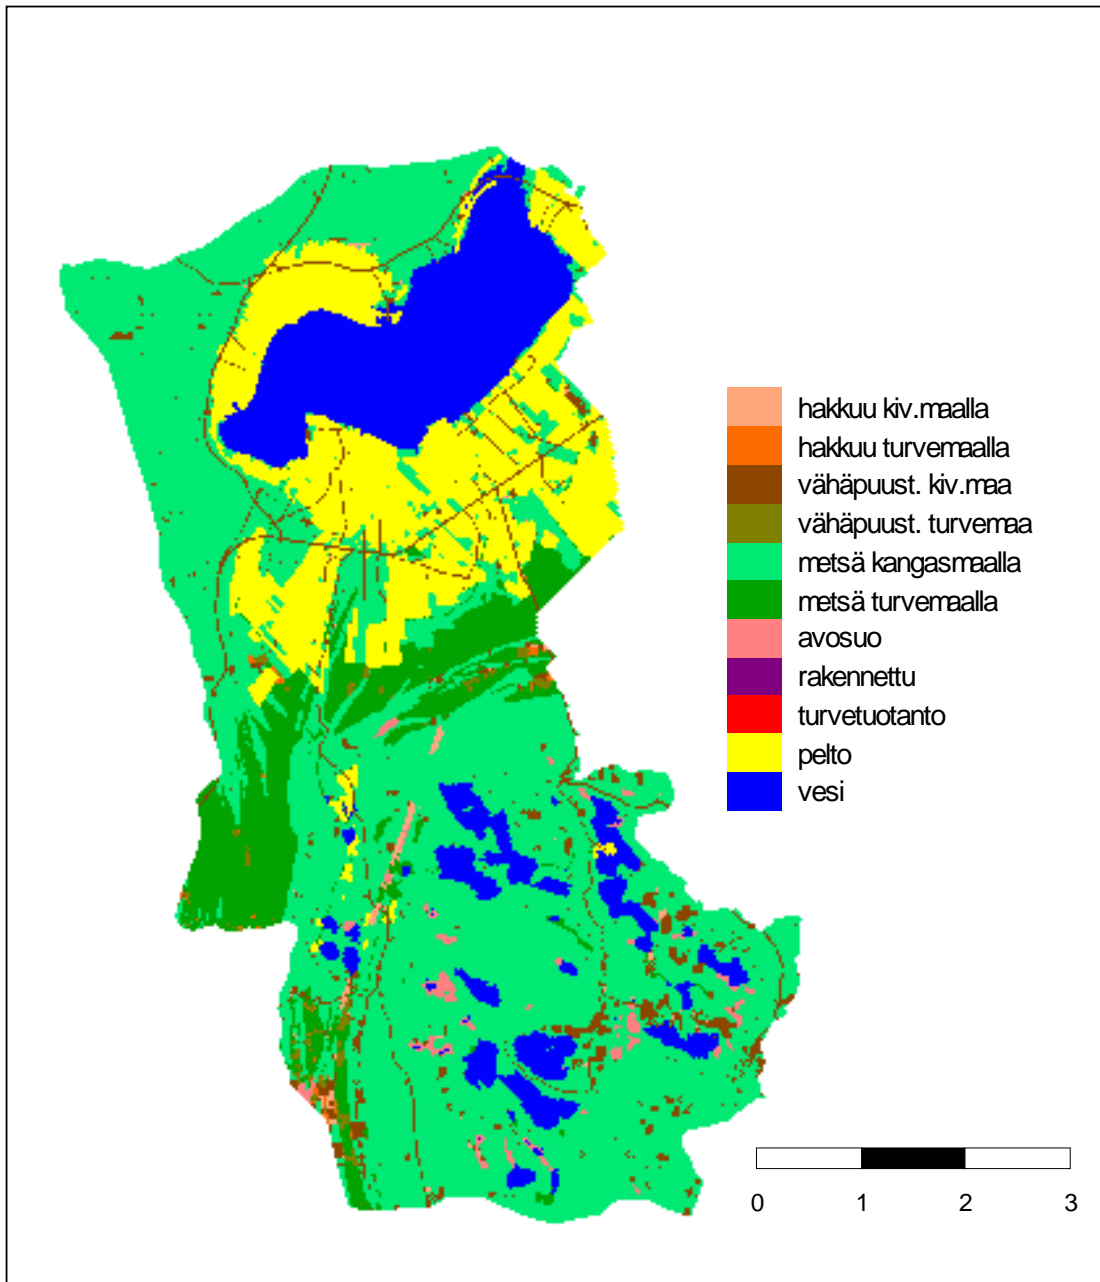 hakkuu kiv.maalla
hakkuu turvemaalla
vähäpuust. kiv.maa
vähäpuust. turvemaa
metsä kangasmaalla
metsä turvemaalla
avosuo
rakennettu
turvetuotanto
pelto
vesi
0 1 2 3